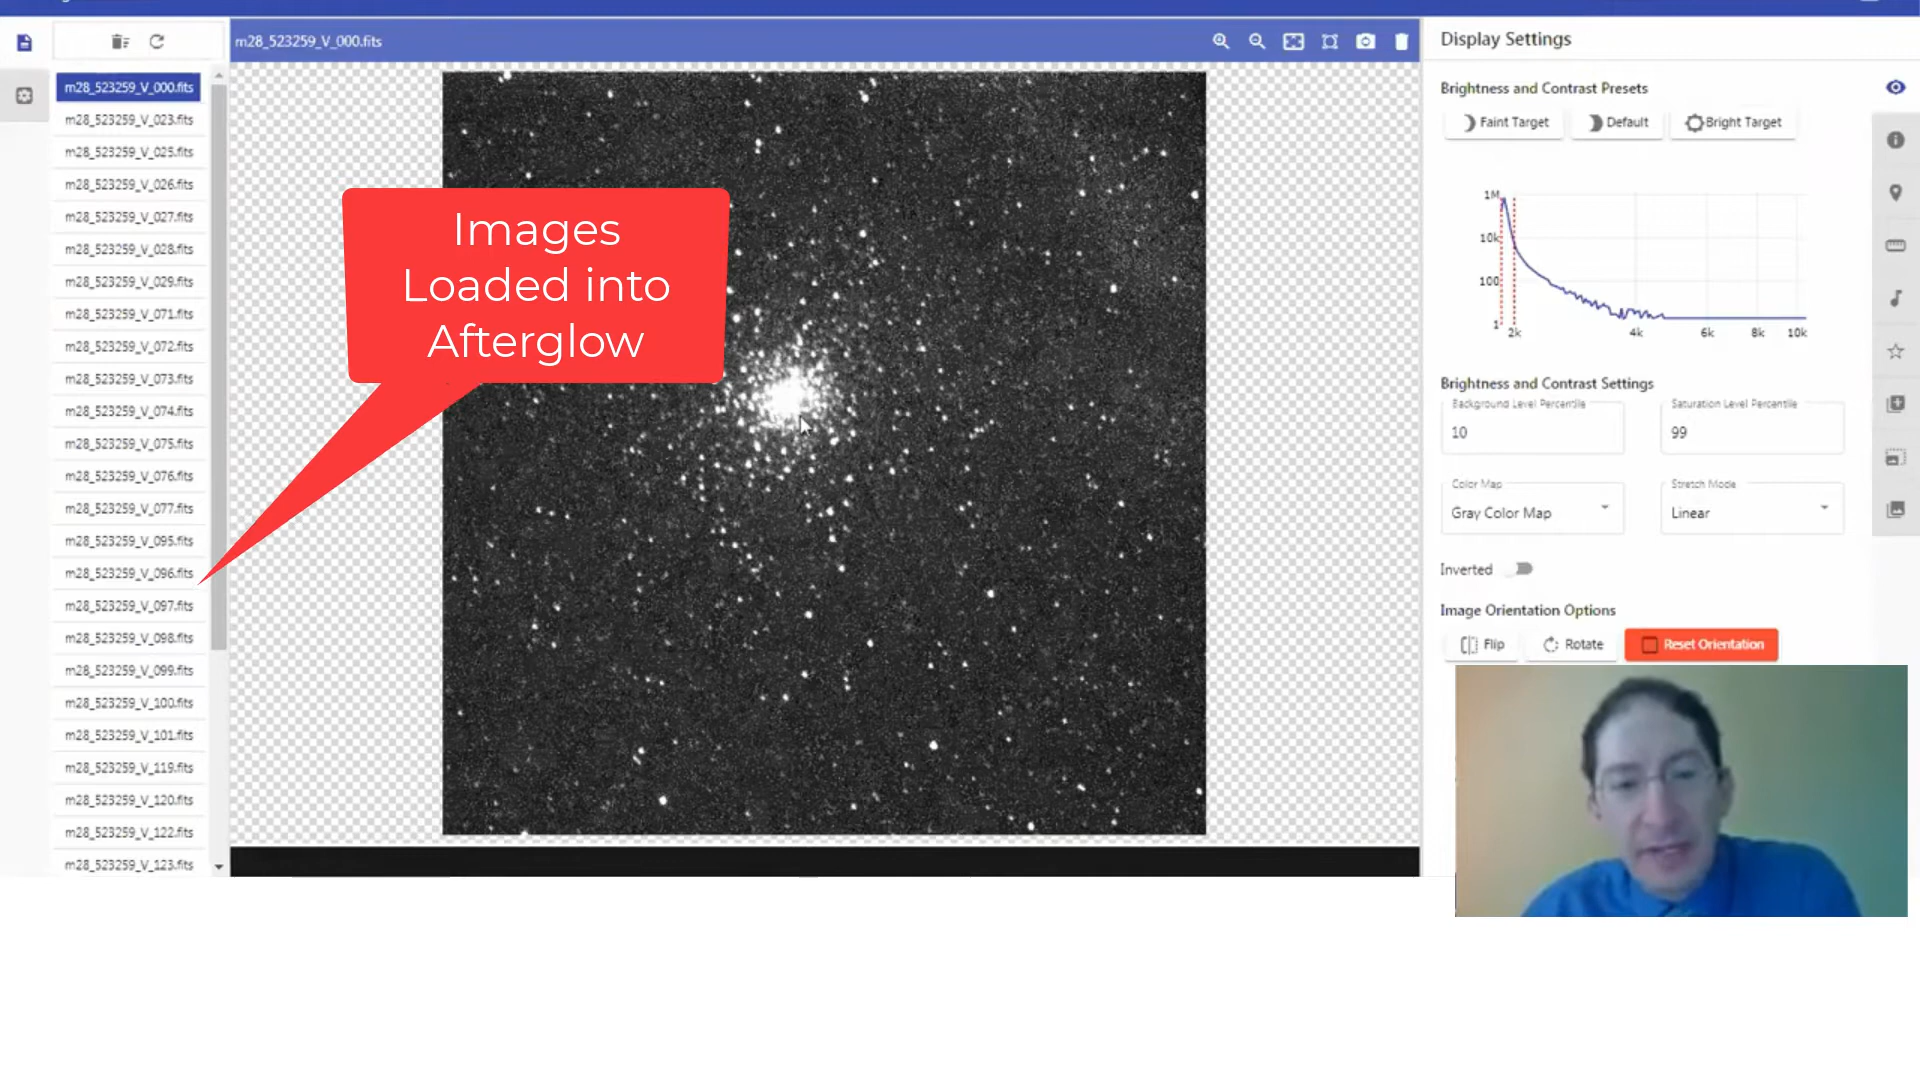 m28_523259_V_000.fits
Display Settings
m28_523259_V_000.fits
m28_523259_V_023.fits
m28_523259_V_025.fits
m28_523259_V_026.fits
m28_523259_V_027.fits
m28_523259_V_028.fits
m28_523259_V_029.fits
m28_523259_V_071.fits
m28_523259_V_072.fits
m28_523259_V_073.fits
m28_523259_V_074.fits
m28_523259_V_075.fits
m28_523259_V_076.fits
m28_523259_V_077.fits
m28_523259_V_095.fits
m28_523259_V_096.fits
m28_523259_V_097.fits
m28_523259_V_098.fits
m28_523259_V_099.fits
m28_523259_V_100.fits
m28_523259_V_101.fits
m28_523259_V_119.fits
m28_523259_V_120.fits
m28_523259_V_122.fits
m28_523259_V_123.fits
Images
Loaded into
Afterglow
Brightness and Contrast Presets
Faint Target Default Bright Target
1M
10k
100
1
2k 4k 6k 8k 10k
Brightness and Contrast Settings
Background Level Percentile Saturation Level Percentile
10 99
Color Map Stretch Mode
Gray Color Map Linear
Inverted
Image Orientation Options
Flip Rotate Reset Orientation